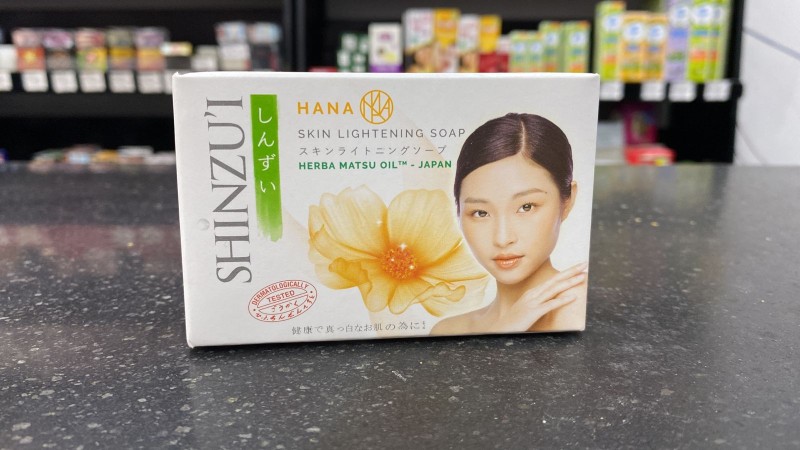 SHINZU'I
しんずい
HANA
SKIN LIGHTENING SOAP
スキンライトニングソープ
HERBA MATSU OIL™ - JAPAN
DERMATOLOGICALLY
TESTED
健康で真っ白なお肌の為に!